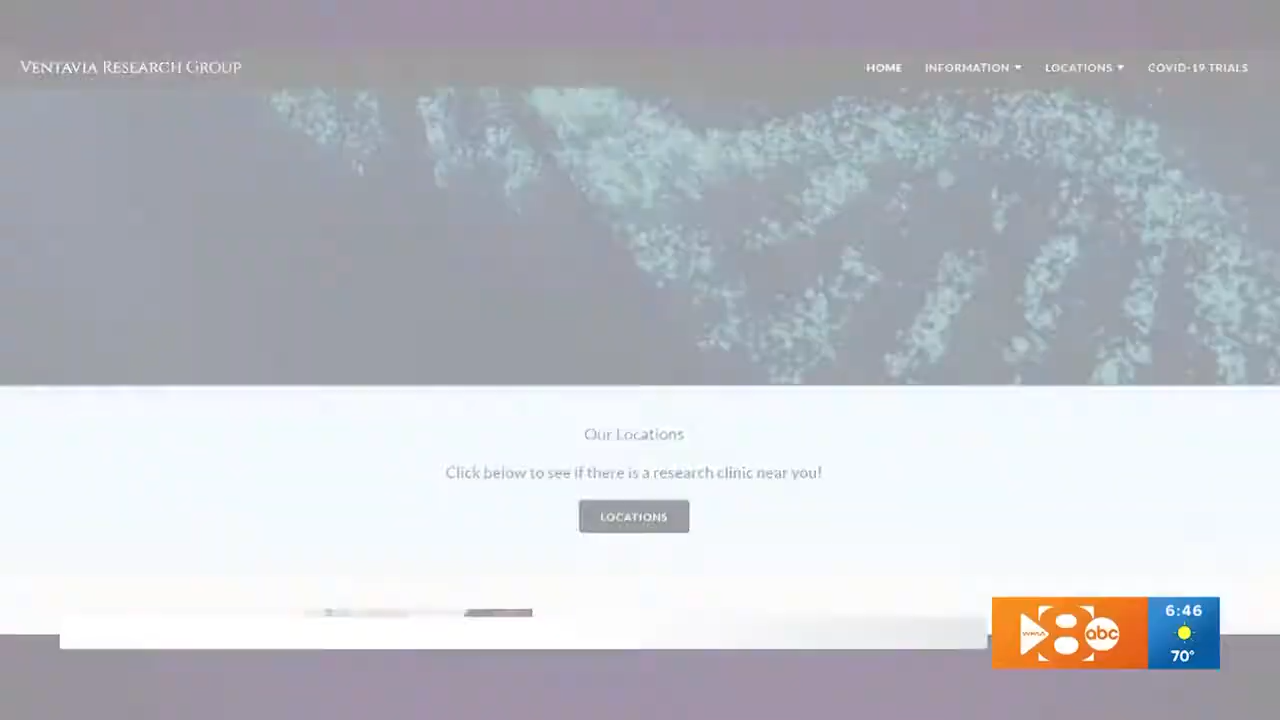 VENTAVIA RESEARCH GROUP
HOME INFORMATION LOCATIONS COVID-19 TRIALS
Our Locations
Click below to see if there is a research clinic near you!
LOCATIONS
6:46
WFAA 8 abc
70°